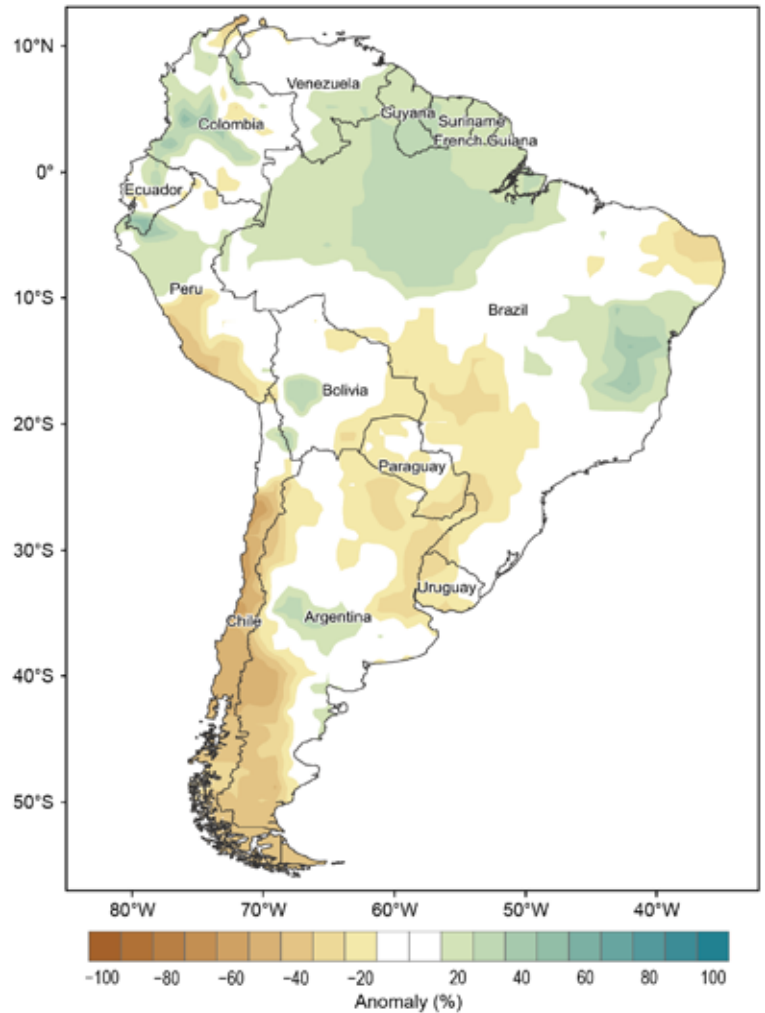 10°N
Venezuela
Guyana
Suriname
Colombia
French Guiana
0°
Ecuador
Peru
10°S
Brazil
Bolivia
20°S
Paraguay
30°S
Uruguay
Argentina
Chile
40°S
50°S
80°W 70°W 60°W 50°W 40°W
−100 −80 −60 −40 −20 20 40 60 80 100
Anomaly (%)